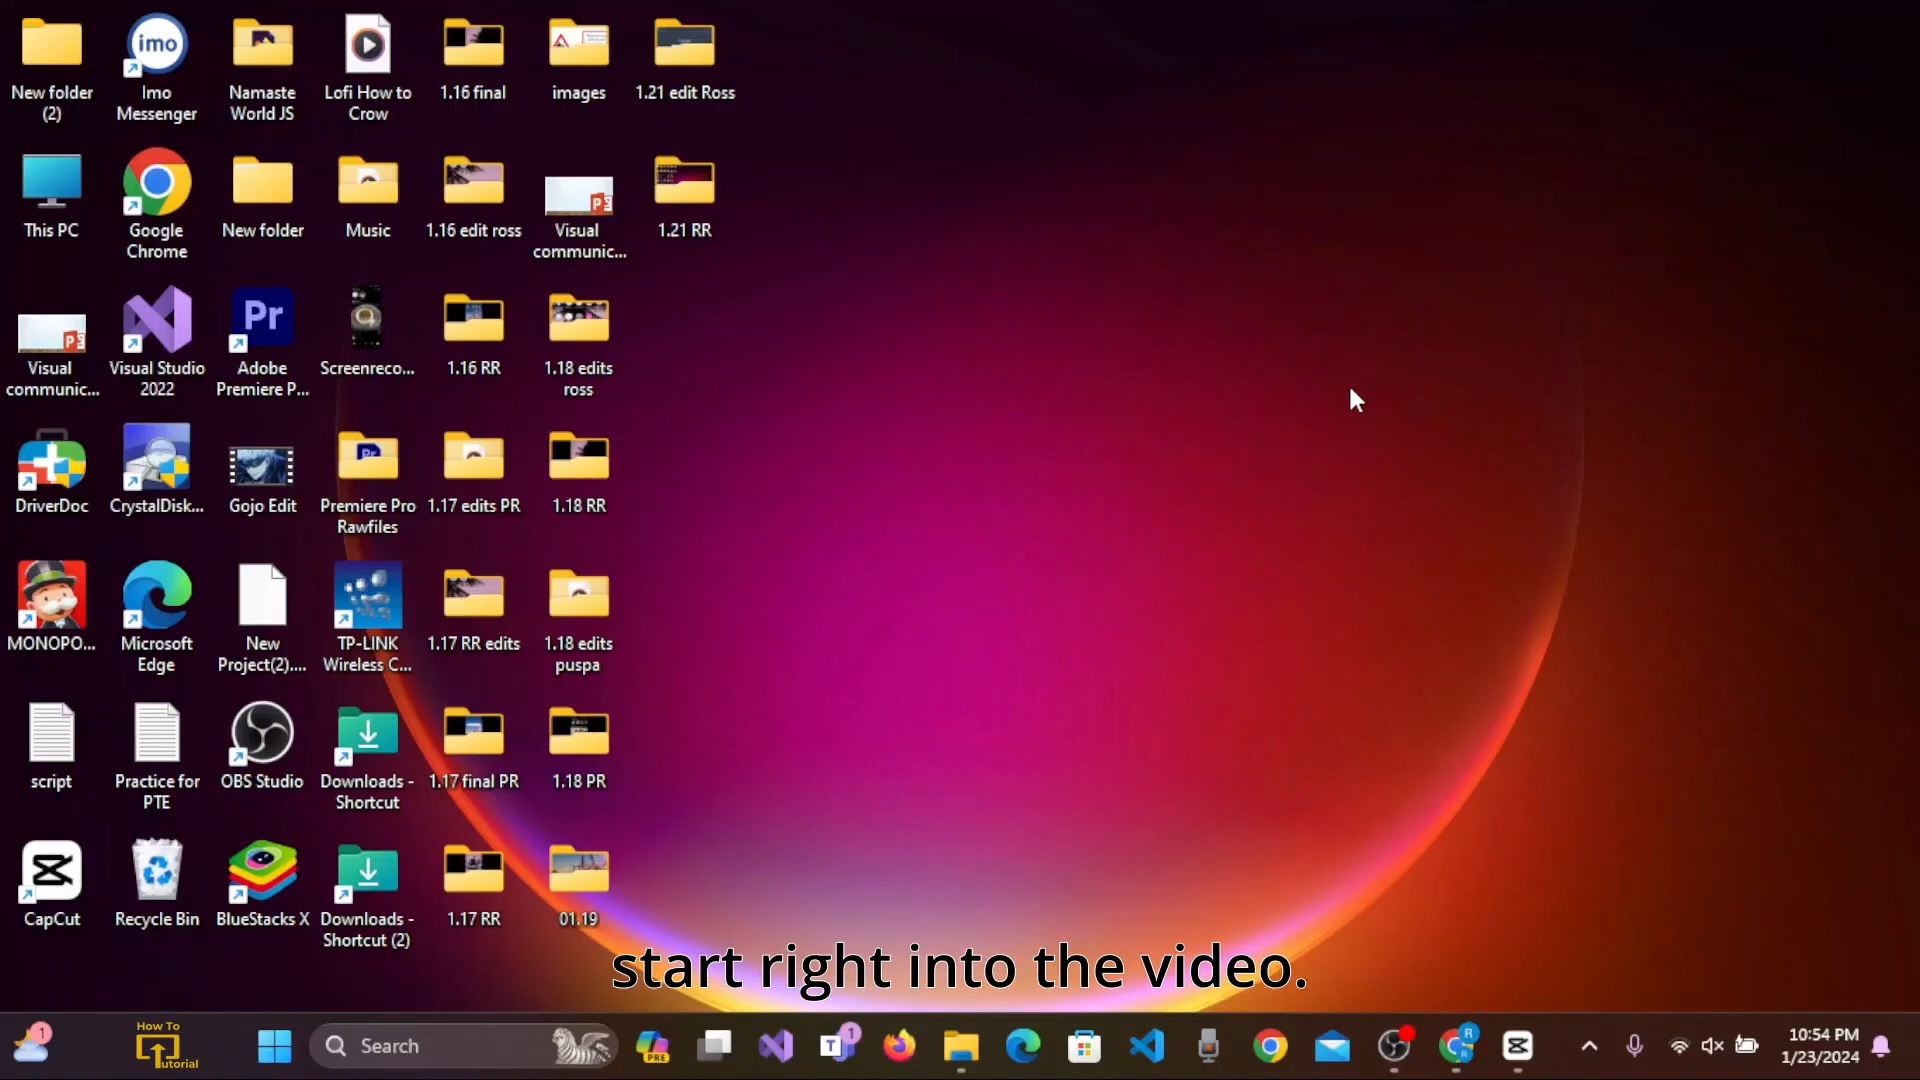 New folder
(2)
imo
Imo
Messenger
Namaste
World JS
Lofi How to
Crow
1.16 final
images
1.21 edit Ross
This PC
Google
Chrome
New folder
Music
1.16 edit ross
Visual
communic...
1.21 RR
Visual
communic...
Visual Studio
2022
Pr
Adobe
Premiere P...
Screenreco...
1.16 RR
1.18 edits
ross
DriverDoc
CrystalDisk...
Gojo Edit
Premiere Pro
Rawfiles
1.17 edits PR
1.18 RR
MONOPO...
Microsoft
Edge
New
Project(2)....
TP-LINK
Wireless C...
1.17 RR edits
1.18 edits
puspa
script
Practice for
PTE
OBS Studio
Downloads -
Shortcut
1.17 final PR
1.18 PR
CapCut
Recycle Bin
BlueStacks X
Downloads -
Shortcut (2)
1.17 RR
01.19
start right into the video.
1
How To
Tutorial
Search
PRE
T
1
R
R
10:54 PM
1/23/2024